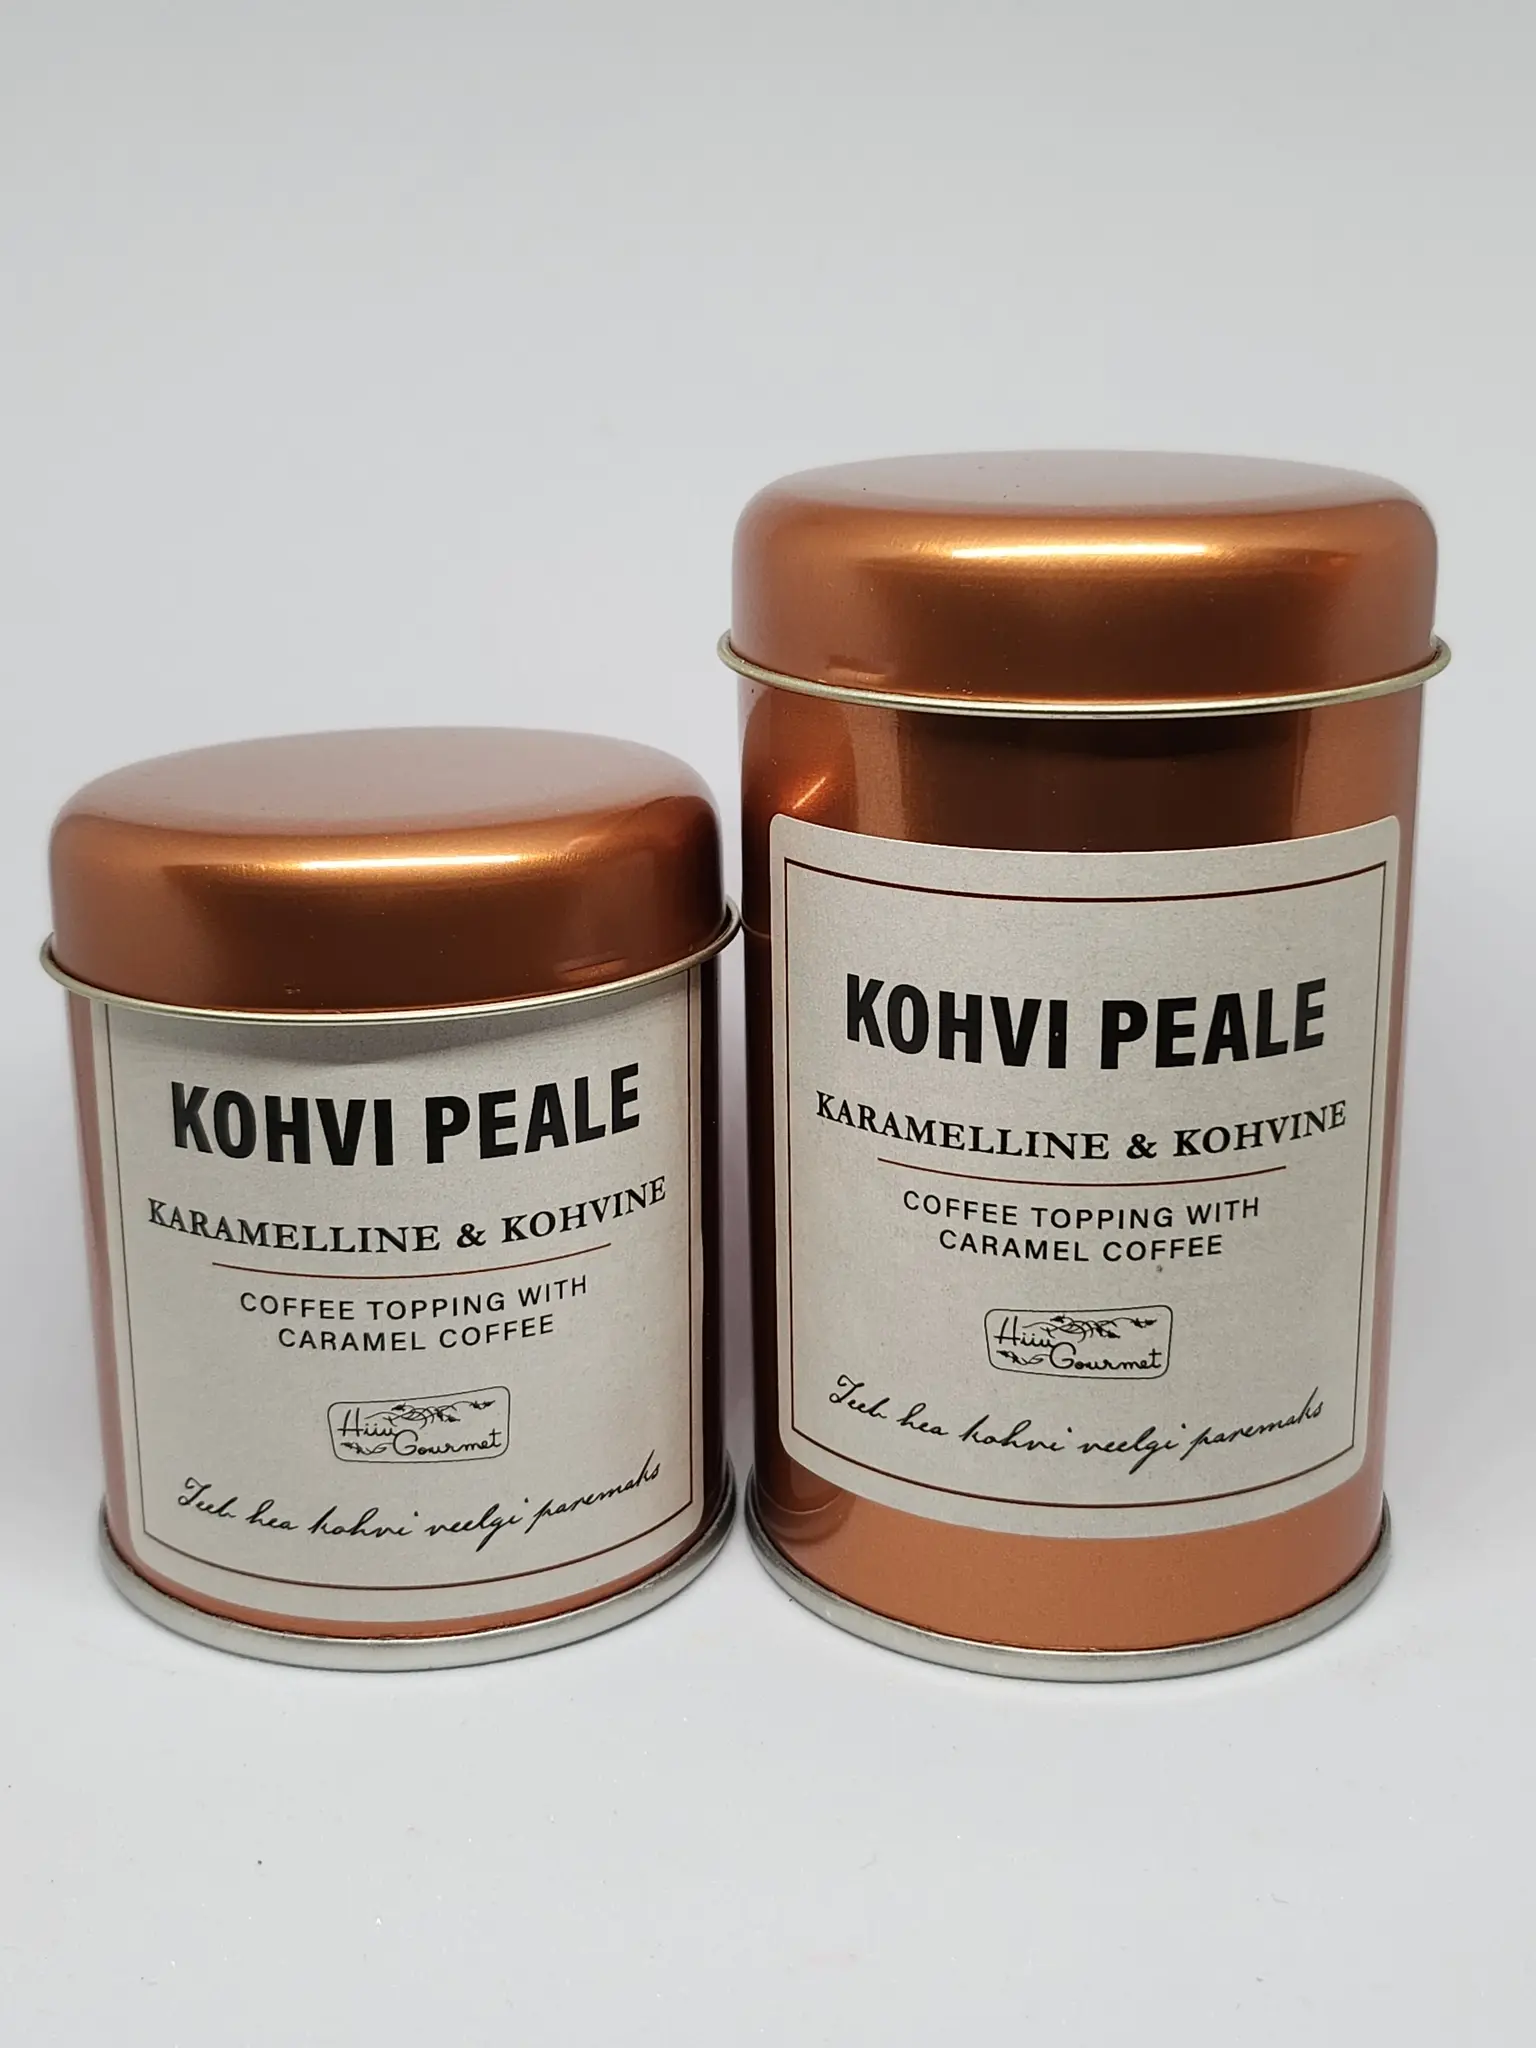 KOHVI PEALE
KARAMELLINE & KOHVINE
COFFEE TOPPING WITH
CARAMEL COFFEE
Hiiu
Gourmet
Teeb hea kohvi veelgi paremaks
KOHVI PEALE
KARAMELLINE & KOHVINE
COFFEE TOPPING WITH
CARAMEL COFFEE
Hiiu
Gourmet
Teeb hea kohvi veelgi paremaks